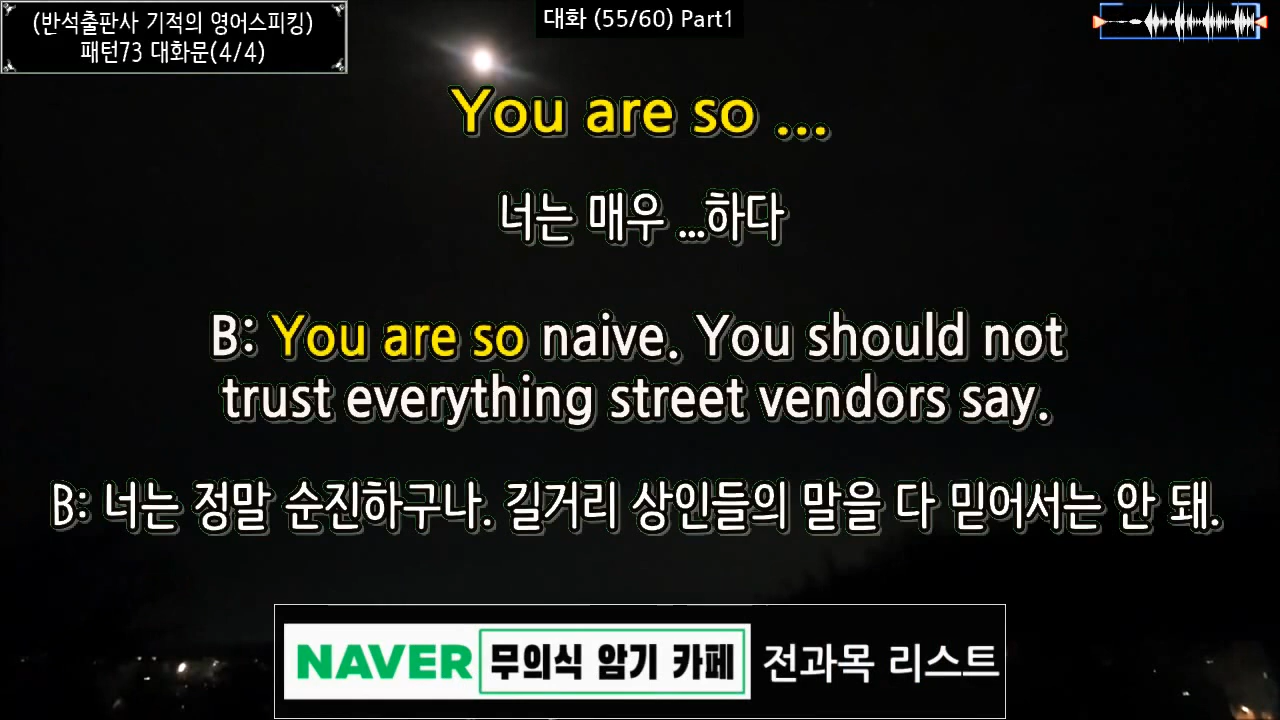 (반석출판사 기적의 영어스피킹)
패턴73 대화문(4/4)
대화 (55/60) Part1
You are so ...
너는 매우 ...하다
B: You are so naive. You should not
trust everything street vendors say.
B: 너는 정말 순진하구나. 길거리 상인들의 말을 다 믿어서는 안 돼.
NAVER 무의식 암기 카페 전과목 리스트